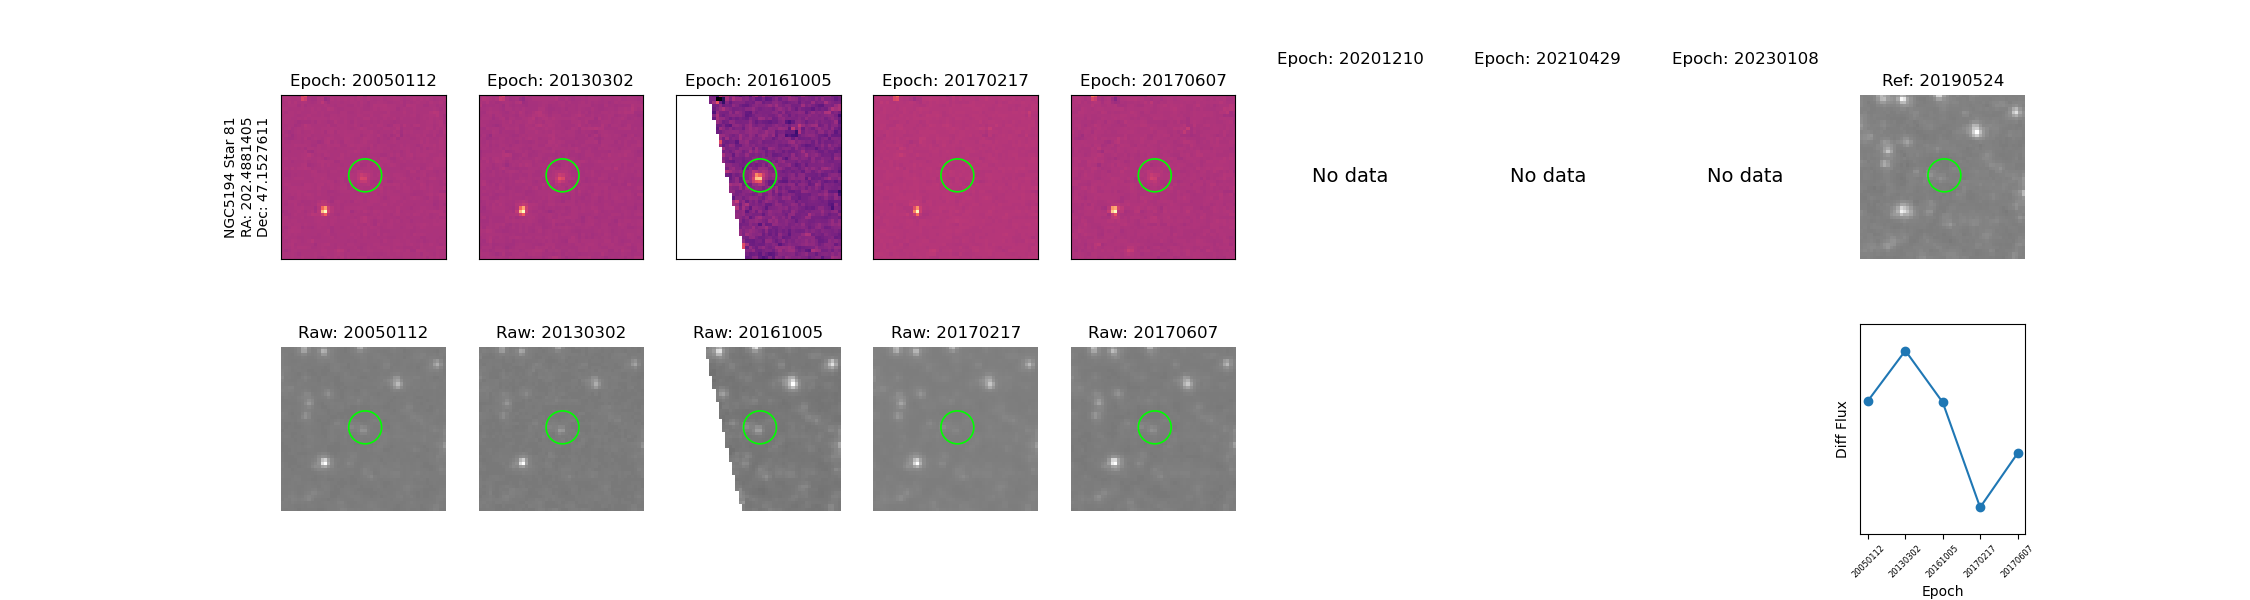 NGC5194 Star 81
RA: 202.4881405
Dec: 47.1527611
Epoch: 20050112
Epoch: 20130302
Epoch: 20161005
Epoch: 20170217
Epoch: 20170607
Epoch: 20201210
Epoch: 20210429
Epoch: 20230108
Ref: 20190524
No data
No data
No data
Raw: 20050112
Raw: 20130302
Raw: 20161005
Raw: 20170217
Raw: 20170607
Diff Flux
20050112
20130302
20161005
20170217
20170607
Epoch